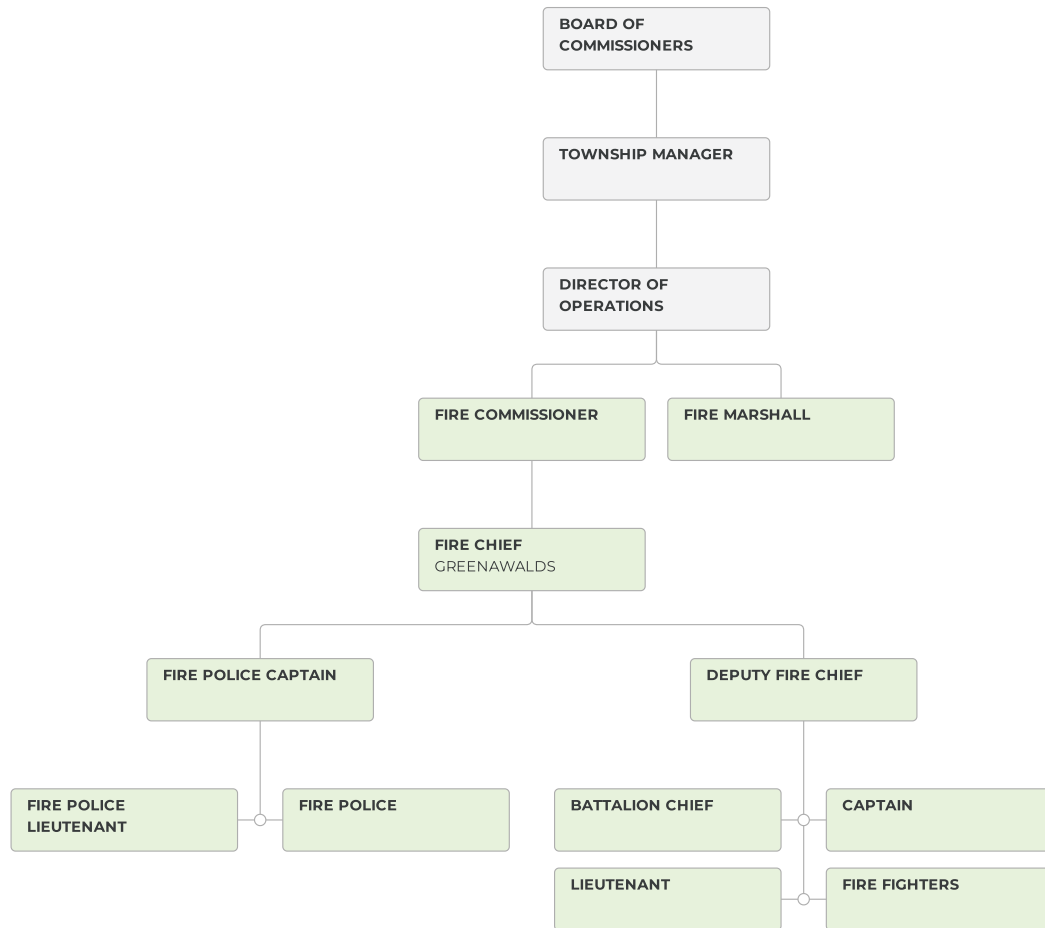 BOARD OF
COMMISSIONERS
TOWNSHIP MANAGER
DIRECTOR OF
OPERATIONS
FIRE COMMISSIONER
FIRE MARSHALL
FIRE CHIEF
GREENAWALDS
FIRE POLICE CAPTAIN
DEPUTY FIRE CHIEF
FIRE POLICE
LIEUTENANT
FIRE POLICE
BATTALION CHIEF
CAPTAIN
LIEUTENANT
FIRE FIGHTERS